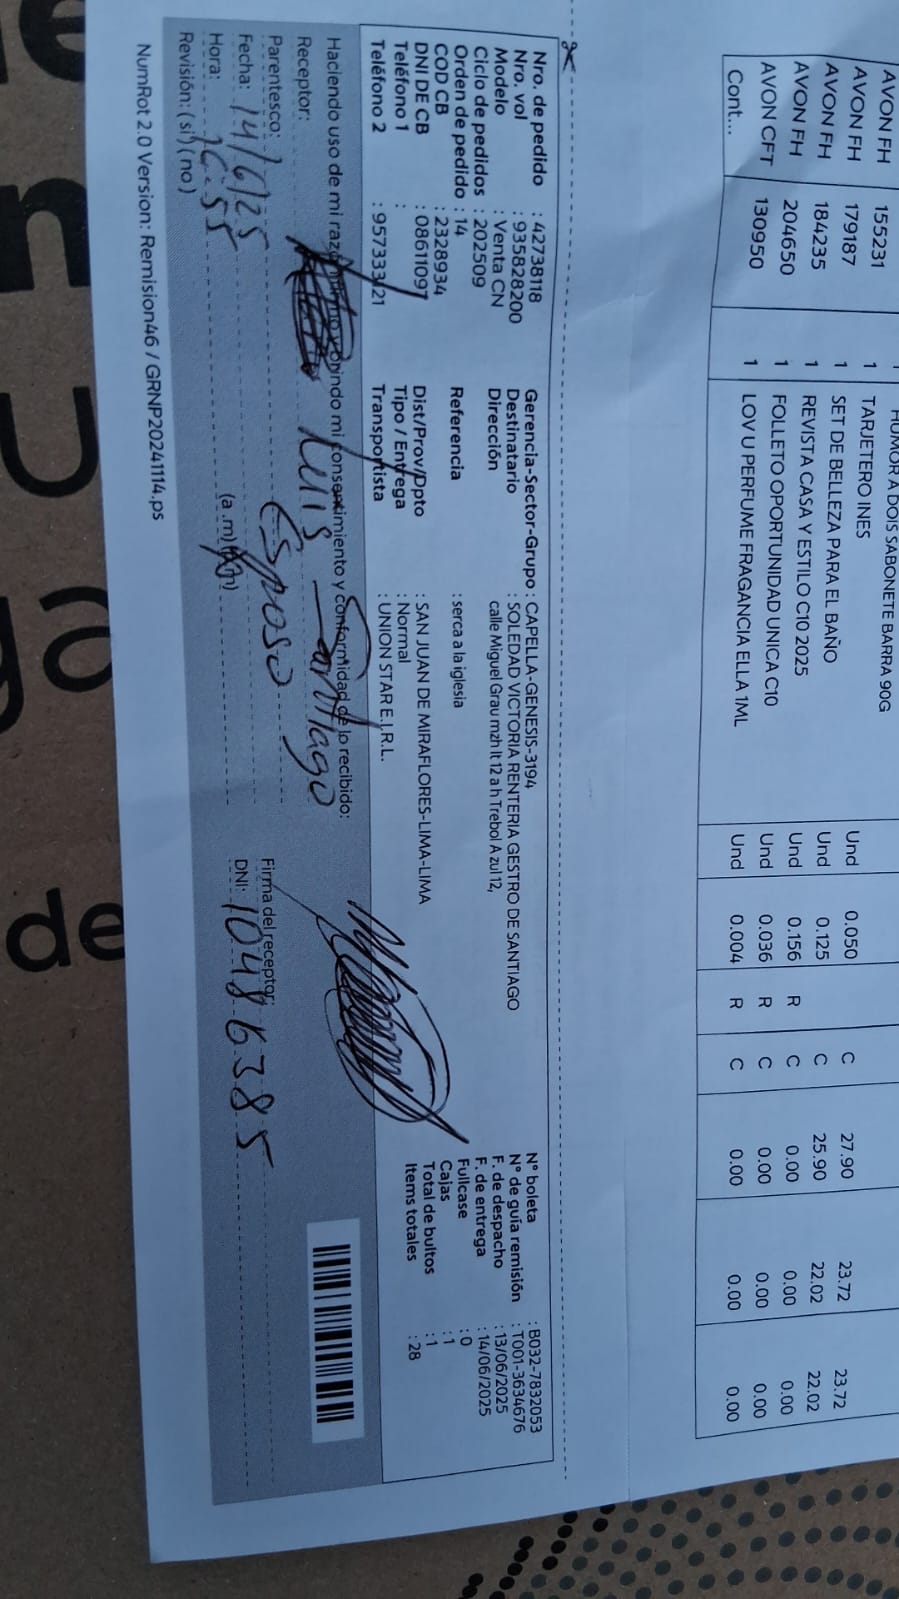 AVON FH 155231 1 HUMOR A DOIS SABONETE BARRA 90G
AVON FH 179187 1 TARJETERO INES Und 0.050 C 27.90 23.72 23.72
AVON FH 184235 1 SET DE BELLEZA PARA EL BAÑO Und 0.125 C 25.90 22.02 22.02
AVON FH 204650 1 REVISTA CASA Y ESTILO C10 2025 Und 0.156 R C 0.00 0.00 0.00
AVON CFT 130950 1 FOLLETO OPORTUNIDAD UNICA C10 Und 0.036 R C 0.00 0.00 0.00
Cont... 1 LOV U PERFUME FRAGANCIA ELLA 1ML Und 0.004 R C 0.00 0.00 0.00
Nro. de pedido : 42738118
Nro. vol : 935828200
Modelo : Venta CN
Ciclo de pedidos : 202509
Orden de pedido : 14
COD CB : 2328934
DNI DE CB : 08611097
Teléfono 1 :
Teléfono 2 : 957333121
Gerencia-Sector-Grupo : CAPELLA-GENESIS-3194
Destinatario : SOLEDAD VICTORIA RENTERIA GESTRO DE SANTIAGO
Dirección calle Miguel Grau mzh lt 12 a h Trebol A zul 12,
Referencia : serca a la iglesia
Dist/Prov/Dpto : SAN JUAN DE MIRAFLORES-LIMA-LIMA
Tipo / Entrega : Normal
Transportista : UNION STAR E.I.R.L.
N° boleta : B032-7832053
N° de guía remisión : T001-3634676
F. de despacho : 13/06/2025
F. de entrega : 14/06/2025
Fullcase : 0
Cajas : 1
Total de bultos : 1
Items totales : 28
Haciendo uso de mi razón mi consentimiento y conformidad de lo recibido:
Receptor: Luis Santiago
Parentesco: Esposo Firma del receptor:
Fecha: 14/6/25 DNI: 10486385
Hora: (a.m)
Revisión: (si) (no)
NumRot 2.0 Version: Remision46 / GRNP20241114.ps
de